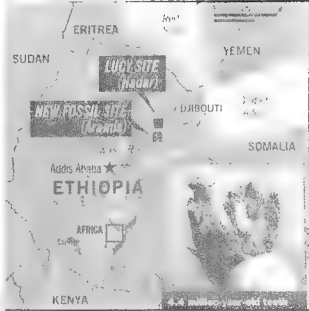 ERITREA
SUDAN
YEMEN
LUCY SITE
(Hadar)
NEW FOSSIL SITE
(Aramis)
DJIBOUTI
SOMALIA
Addis Ababa
ETHIOPIA
AFRICA
KENYA
4.4 million-year-old teeth